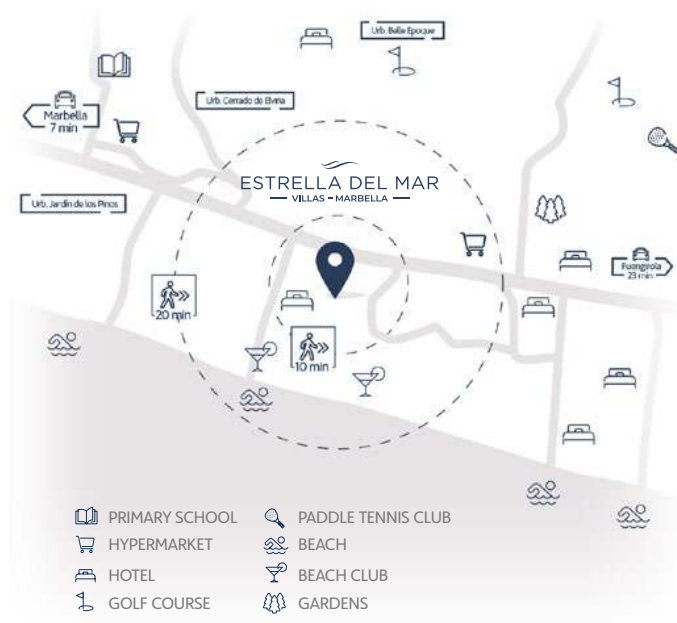 Urb. Belle Epoque
Marbella
7 min
Urb. Cerrado de Elvina
ESTRELLA DEL MAR
VILLAS - MARBELLA
Urb. Jardin de los Pinos
Fuengirola
23 min
20 min
10 min
PRIMARY SCHOOL
PADDLE TENNIS CLUB
HYPERMARKET
BEACH
HOTEL
BEACH CLUB
GOLF COURSE
GARDENS